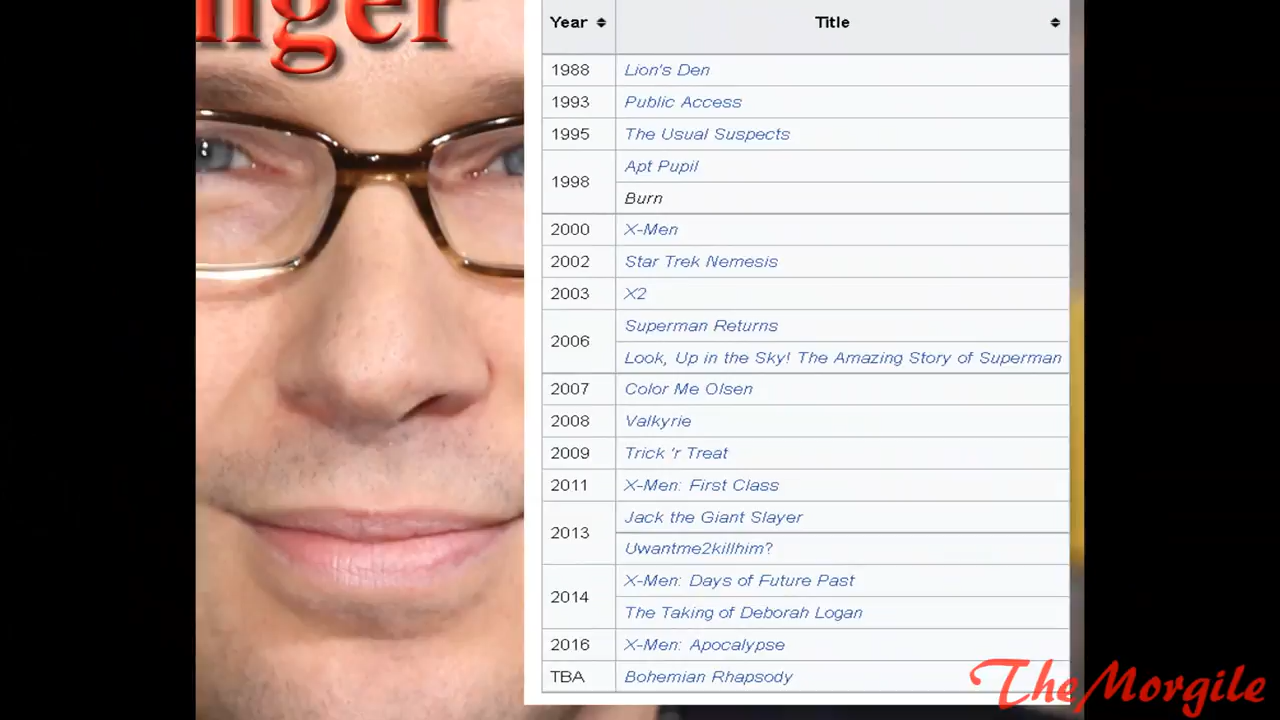 Year Title
1988 Lion's Den
1993 Public Access
1995 The Usual Suspects
1998 Apt Pupil
Burn
2000 X-Men
2002 Star Trek Nemesis
2003 X2
2006 Superman Returns
Look, Up in the Sky! The Amazing Story of Superman
2007 Color Me Olsen
2008 Valkyrie
2009 Trick 'r Treat
2011 X-Men: First Class
2013 Jack the Giant Slayer
Uwantme2killhim?
2014 X-Men: Days of Future Past
The Taking of Deborah Logan
2016 X-Men: Apocalypse
TBA Bohemian Rhapsody
TheMorgile